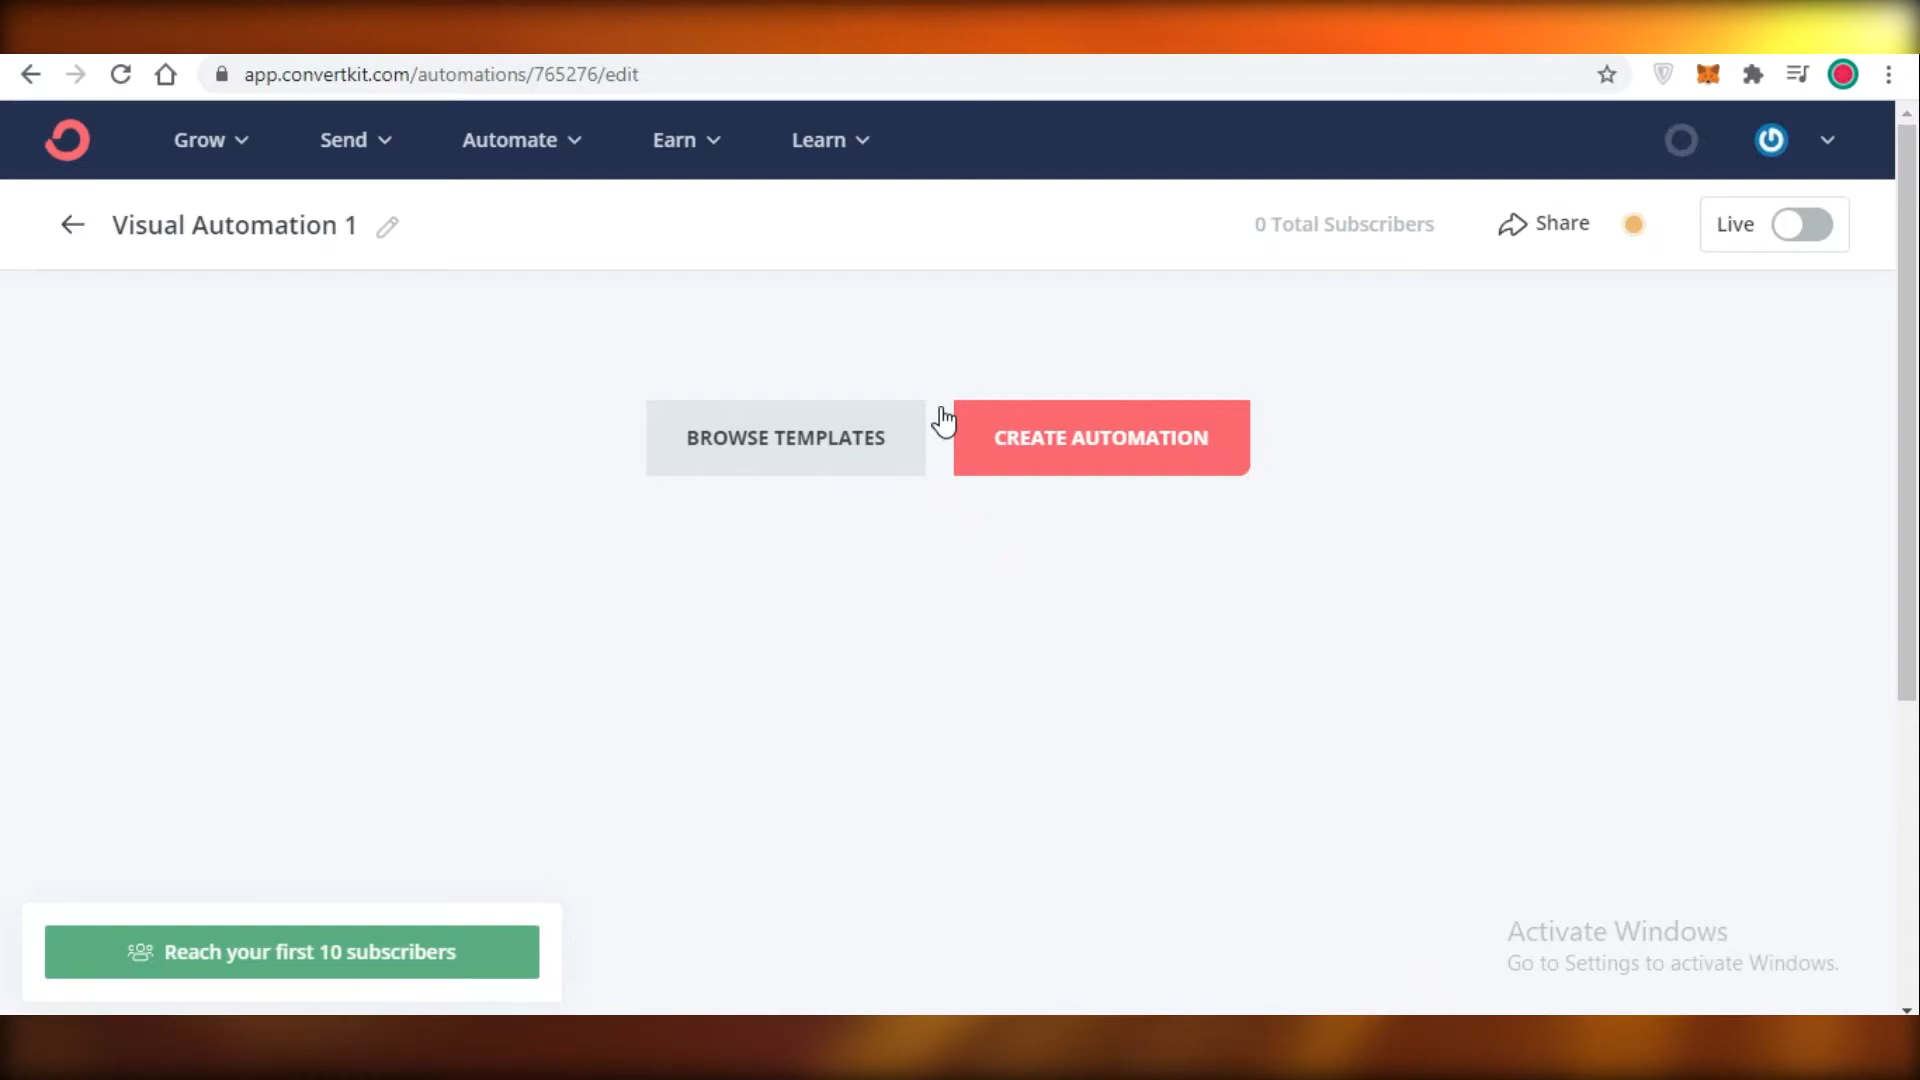 app.convertkit.com/automations/765276/edit
Grow Send Automate Earn Learn
Visual Automation 1 0 Total Subscribers Share Live
BROWSE TEMPLATES CREATE AUTOMATION
Reach your first 10 subscribers
Activate Windows
Go to Settings to activate Windows.